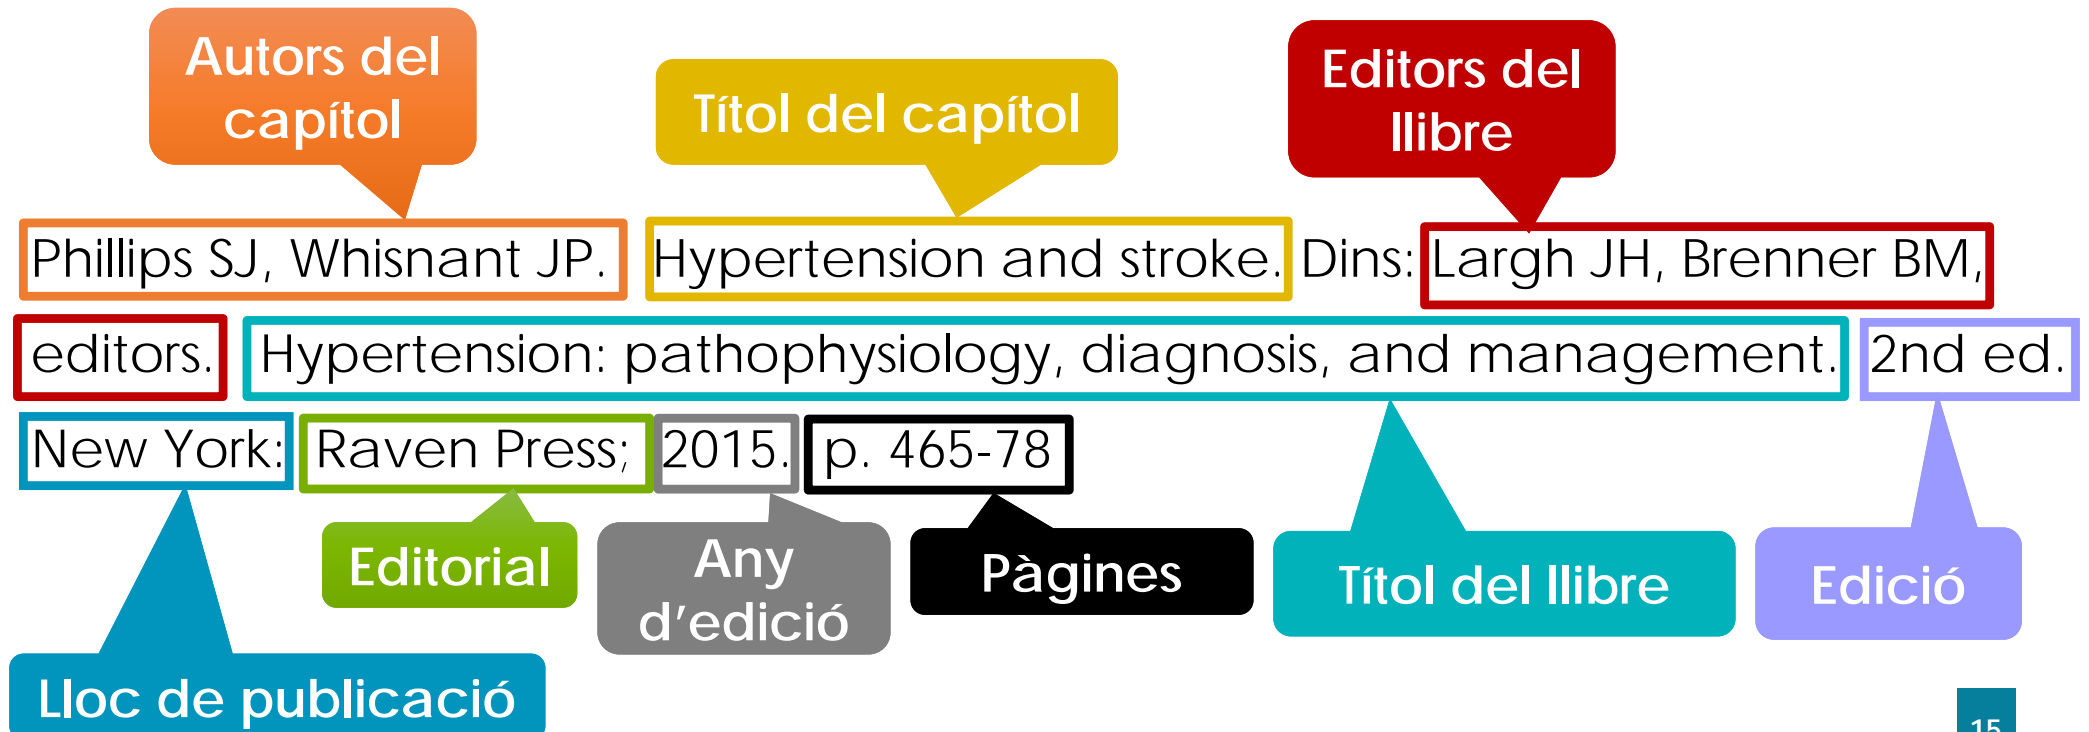 Autors del
capítol
Títol del capítol
Editors del
llibre
Phillips SJ, Whisnant JP. Hypertension and stroke. Dins: Largh JH, Brenner BM,
editors. Hypertension: pathophysiology, diagnosis, and management. 2nd ed.
New York: Raven Press; 2015. p. 465-78
Editorial
Any
d'edició
Pàgines
Títol del llibre
Edició
Lloc de publicació
15